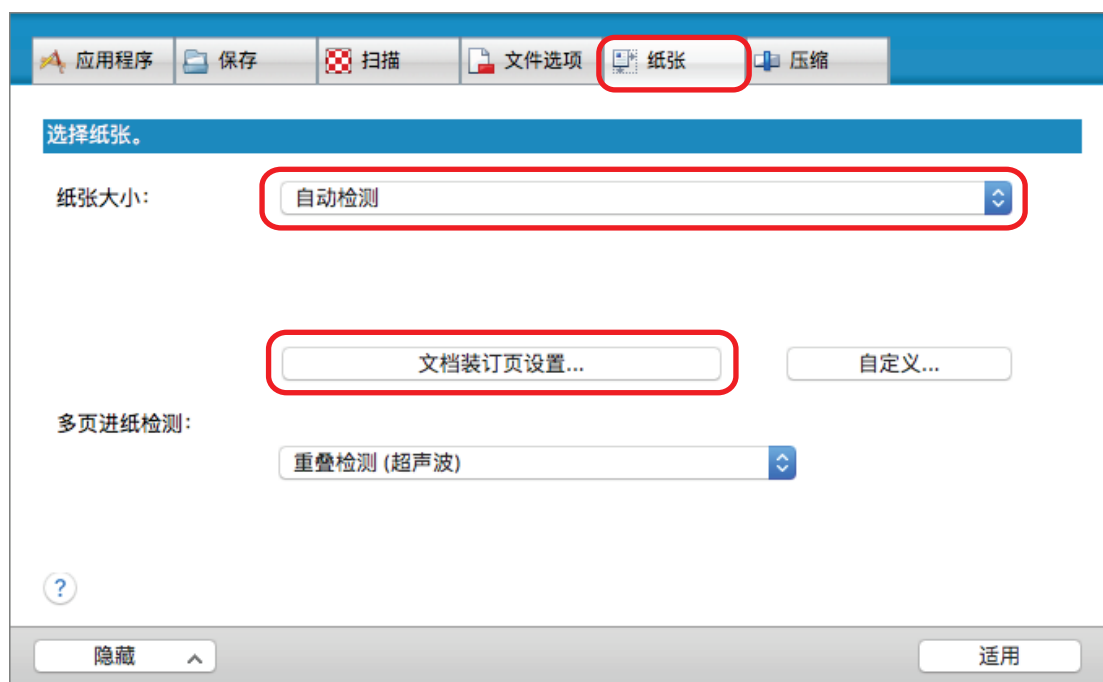 应用程序 保存 扫描 文件选项 纸张 压缩
选择纸张。
纸张大小: 自动检测
文档装订页设置... 自定义...
多页进纸检测:
重叠检测 (超声波)
?
隐藏 适用